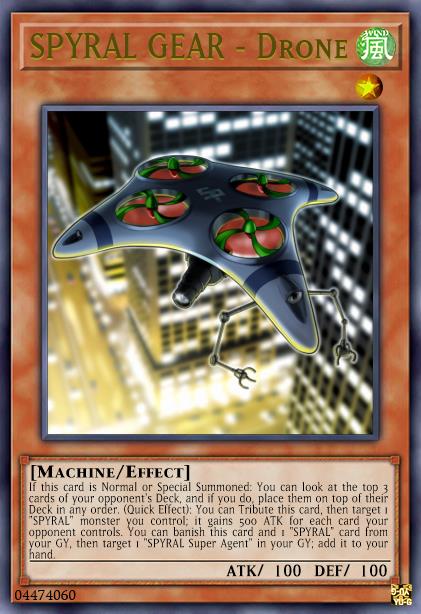 SPYRAL GEAR - DRONE
WIND
風
[MACHINE/EFFECT]
If this card is Normal or Special Summoned: You can look at the top 3
cards of your opponent's Deck, and if you do, place them on top of their
Deck in any order. (Quick Effect): You can Tribute this card, then target 1
"SPYRAL" monster you control; it gains 500 ATK for each card your
opponent controls. You can banish this card and 1 "SPYRAL" card from
your GY, then target 1 "SPYRAL Super Agent" in your GY; add it to your
hand.
ATK/ 100 DEF/ 100
04474060